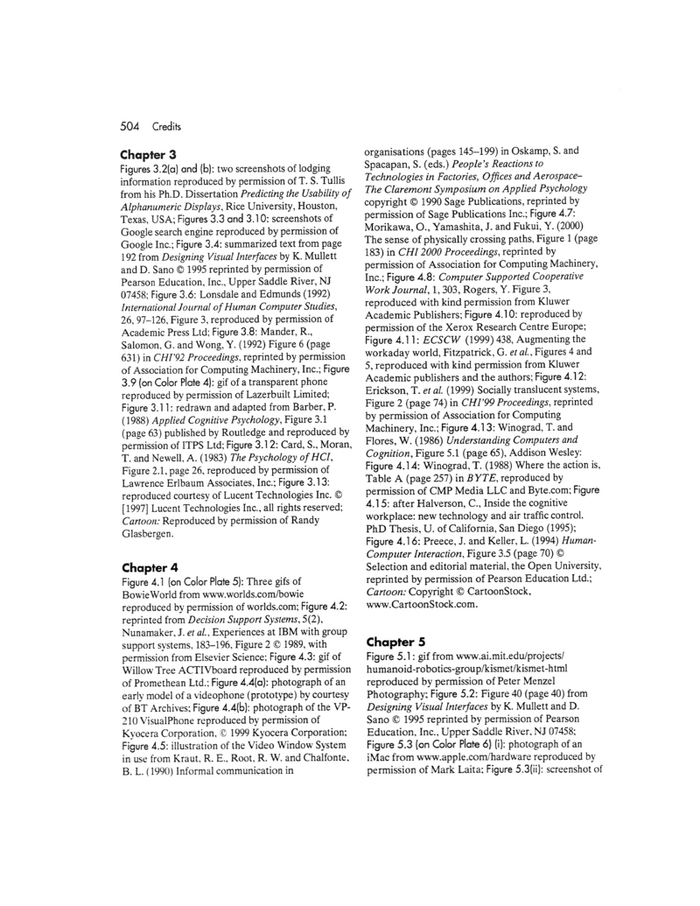 504 Credits
Chapter 3
Figures 3.2(a) and (b): two screenshots of lodging
information reproduced by permission of T. S. Tullis
from his Ph.D. Dissertation Predicting the Usability of
Alphanumeric Displays, Rice University, Houston,
Texas, USA; Figures 3.3 and 3.10: screenshots of
Google search engine reproduced by permission of
Google Inc.; Figure 3.4: summarized text from page
192 from Designing Visual Interfaces by K. Mullett
and D. Sano © 1995 reprinted by permission of
Pearson Education, Inc., Upper Saddle River, NJ
07458; Figure 3.6: Lonsdale and Edmunds (1992)
International Journal of Human Computer Studies,
26, 97–126, Figure 3, reproduced by permission of
Academic Press Ltd; Figure 3.8: Mander, R.,
Salomon, G. and Wong, Y. (1992) Figure 6 (page
631) in CHI'92 Proceedings, reprinted by permission
of Association for Computing Machinery, Inc.; Figure
3.9 (on Color Plate 4): gif of a transparent phone
reproduced by permission of Lazerbuilt Limited;
Figure 3.11: redrawn and adapted from Barber, P.
(1988) Applied Cognitive Psychology, Figure 3.1
(page 63) published by Routledge and reproduced by
permission of ITPS Ltd; Figure 3.12: Card, S., Moran,
T. and Newell, A. (1983) The Psychology of HCI,
Figure 2.1, page 26, reproduced by permission of
Lawrence Erlbaum Associates, Inc.; Figure 3.13:
reproduced courtesy of Lucent Technologies Inc. ©
[1997] Lucent Technologies Inc., all rights reserved;
Cartoon: Reproduced by permission of Randy
Glasbergen.
Chapter 4
Figure 4.1 (on Color Plate 5): Three gifs of
BowieWorld from www.worlds.com/bowie
reproduced by permission of worlds.com; Figure 4.2:
reprinted from Decision Support Systems, 5(2),
Nunamaker, J. et al., Experiences at IBM with group
support systems, 183–196, Figure 2 © 1989, with
permission from Elsevier Science; Figure 4.3: gif of
Willow Tree ACTIVboard reproduced by permission
of Promethean Ltd.; Figure 4.4(a): photograph of an
early model of a videophone (prototype) by courtesy
of BT Archives; Figure 4.4(b): photograph of the VP-
210 VisualPhone reproduced by permission of
Kyocera Corporation, © 1999 Kyocera Corporation;
Figure 4.5: illustration of the Video Window System
in use from Kraut, R. E., Root, R. W. and Chalfonte,
B. L. (1990) Informal communication in
organisations (pages 145–199) in Oskamp, S. and
Spacapan, S. (eds.) People's Reactions to
Technologies in Factories, Offices and Aerospace–
The Claremont Symposium on Applied Psychology
copyright © 1990 Sage Publications, reprinted by
permission of Sage Publications Inc.; Figure 4.7:
Morikawa, O., Yamashita, J. and Fukui, Y. (2000)
The sense of physically crossing paths, Figure 1 (page
183) in CHI 2000 Proceedings, reprinted by
permission of Association for Computing Machinery,
Inc.; Figure 4.8: Computer Supported Cooperative
Work Journal, 1, 303, Rogers, Y. Figure 3,
reproduced with kind permission from Kluwer
Academic Publishers; Figure 4.10: reproduced by
permission of the Xerox Research Centre Europe;
Figure 4.11: ECSCW (1999) 438, Augmenting the
workaday world, Fitzpatrick, G. et al., Figures 4 and
5, reproduced with kind permission from Kluwer
Academic publishers and the authors; Figure 4.12:
Erickson, T. et al. (1999) Socially translucent systems,
Figure 2 (page 74) in CHI'99 Proceedings, reprinted
by permission of Association for Computing
Machinery, Inc.; Figure 4.13: Winograd, T. and
Flores, W. (1986) Understanding Computers and
Cognition, Figure 5.1 (page 65), Addison Wesley:
Figure 4.14: Winograd, T. (1988) Where the action is,
Table A (page 257) in BYTE, reproduced by
permission of CMP Media LLC and Byte.com; Figure
4.15: after Halverson, C., Inside the cognitive
workplace: new technology and air traffic control.
PhD Thesis, U. of California, San Diego (1995);
Figure 4.16: Preece, J. and Keller, L. (1994) Human-
Computer Interaction, Figure 3.5 (page 70) ©
Selection and editorial material, the Open University,
reprinted by permission of Pearson Education Ltd.;
Cartoon: Copyright © CartoonStock,
www.CartoonStock.com.
Chapter 5
Figure 5.1: gif from www.ai.mit.edu/projects/
humanoid-robotics-group/kismet/kismet-html
reproduced by permission of Peter Menzel
Photography; Figure 5.2: Figure 40 (page 40) from
Designing Visual Interfaces by K. Mullett and D.
Sano © 1995 reprinted by permission of Pearson
Education, Inc., Upper Saddle River, NJ 07458;
Figure 5.3 (on Color Plate 6) (i): photograph of an
iMac from www.apple.com/hardware reproduced by
permission of Mark Laita; Figure 5.3(ii): screenshot of